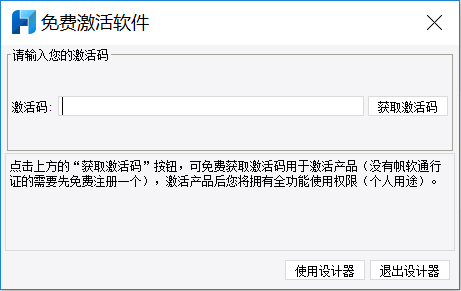 免费激活软件
请输入您的激活码
激活码: 获取激活码
点击上方的“获取激活码”按钮，可免费获取激活码用于激活产品（没有帆软通行
证的需要先免费注册一个），激活产品后您将拥有全功能使用权限（个人用途）。
使用设计器 退出设计器